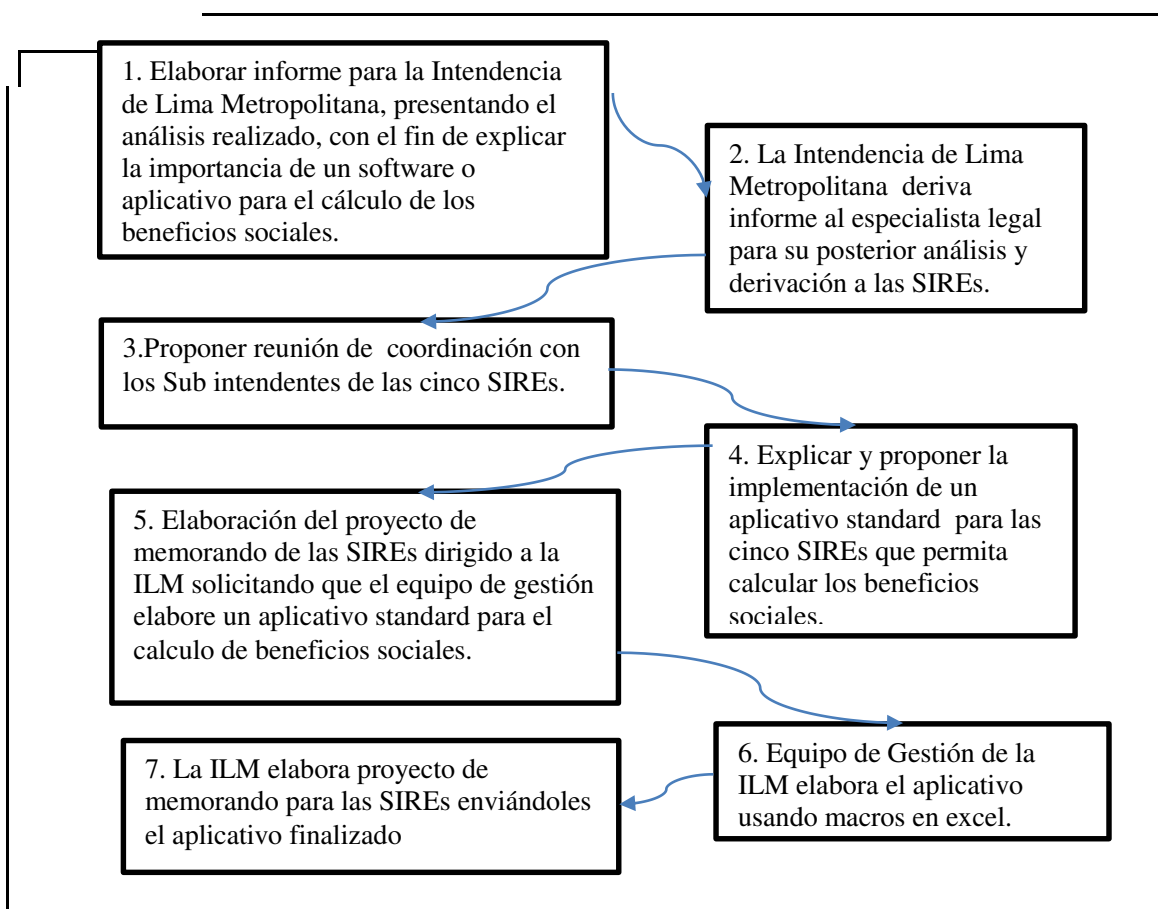 1. Elaborar informe para la Intendencia
de Lima Metropolitana, presentando el
análisis realizado, con el fin de explicar
la importancia de un software o
aplicativo para el cálculo de los
beneficios sociales.
2. La Intendencia de Lima
Metropolitana  deriva
informe al especialista legal
para su posterior análisis y
derivación a las SIREs.
3.Proponer reunión de  coordinación con
los Sub intendentes de las cinco SIREs.
4. Explicar y proponer la
implementación de un
aplicativo standard  para las
cinco SIREs que permita
calcular los beneficios
sociales.
5. Elaboración del proyecto de
memorando de las SIREs dirigido a la
ILM solicitando que el equipo de gestión
elabore un aplicativo standard para el
calculo de beneficios sociales.
6. Equipo de Gestión de la
ILM elabora el aplicativo
usando macros en excel.
7. La ILM elabora proyecto de
memorando para las SIREs enviándoles
el aplicativo finalizado